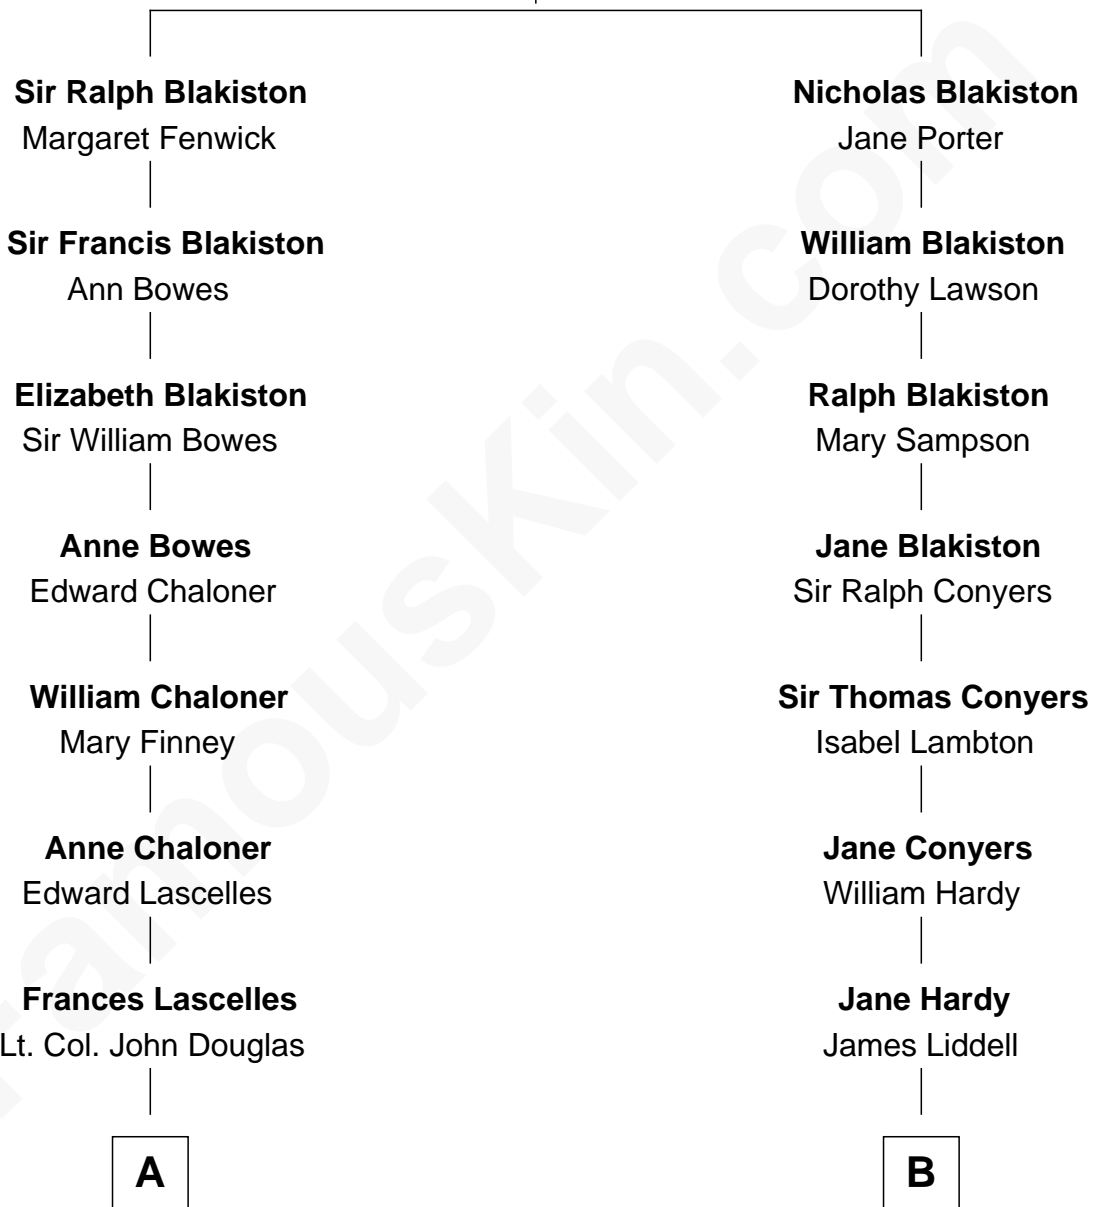 Sir Ralph Blakiston
Margaret Fenwick
Sir Francis Blakiston
Ann Bowes
Elizabeth Blakiston
Sir William Bowes
Anne Bowes
Edward Chaloner
William Chaloner
Mary Finney
Anne Chaloner
Edward Lascelles
Frances Lascelles
Lt. Col. John Douglas
A
Nicholas Blakiston
Jane Porter
William Blakiston
Dorothy Lawson
Ralph Blakiston
Mary Sampson
Jane Blakiston
Sir Ralph Conyers
Sir Thomas Conyers
Isabel Lambton
Jane Conyers
William Hardy
Jane Hardy
James Liddell
B
FamousKin.com